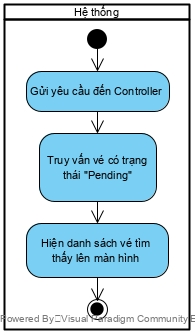 Hệ thống
Gửi yêu cầu đến Controller
Truy vấn vé có trạng
thái "Pending"
Hiện danh sách vé tìm
thấy lên màn hình
Powered By Visual Paradigm Community E